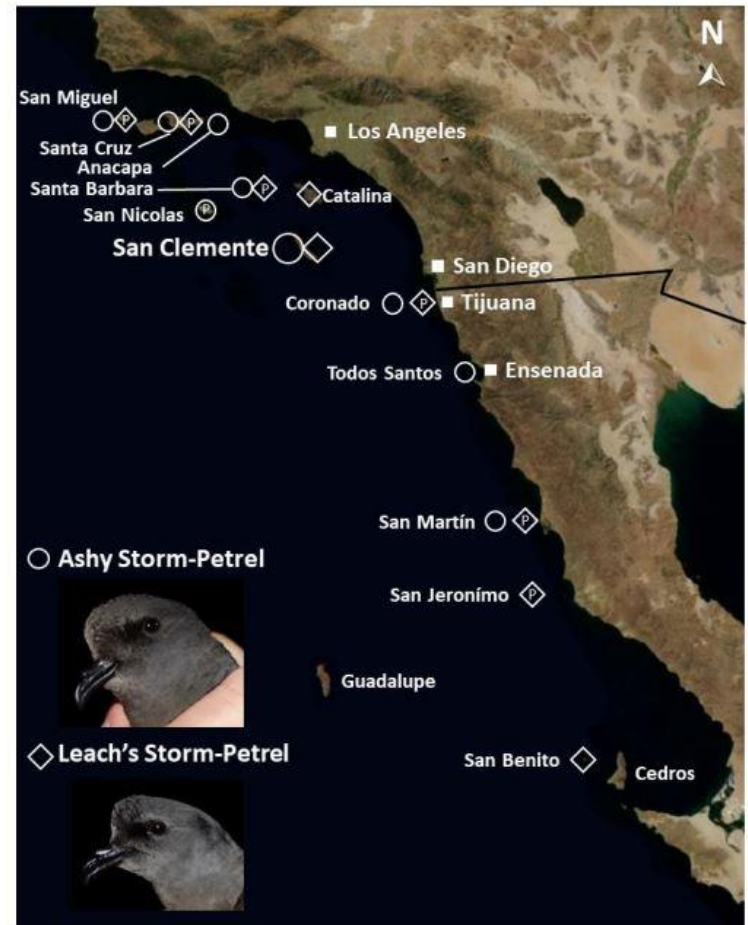 N
San Miguel
P
P
Los Angeles
Santa Cruz
Anacapa
Santa Barbara
P
Catalina
San Nicolas
P
San Clemente
San Diego
Coronado
P
Tijuana
Todos Santos
Ensenada
San Martín
P
Ashy Storm-Petrel
San Jeronímo
P
Guadalupe
Leach's Storm-Petrel
San Benito
Cedros